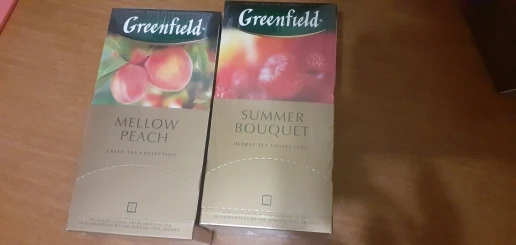 Greenfield
MELLOW
PEACH
GREEN TEA COLLECTION
Greenfield
SUMMER
BOUQUET
HERBAL TEA COLLECTION